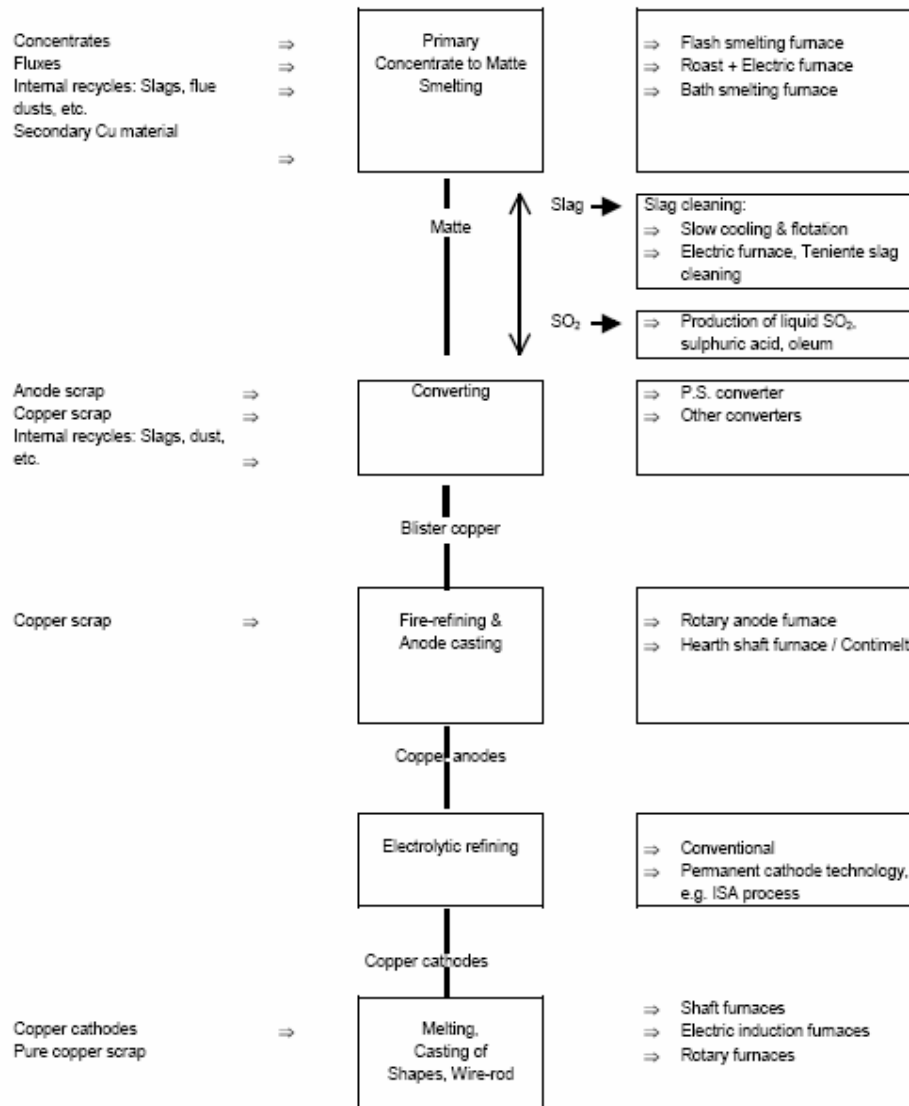 Concentrates ⇒
Fluxes ⇒
Internal recycles: Slags, flue ⇒
dusts, etc.
Secondary Cu material
⇒
Primary
Concentrate to Matte
Smelting
⇒ Flash smelting furnace
⇒ Roast + Electric furnace
⇒ Bath smelting furnace
Matte
Slag
Slag cleaning:
⇒ Slow cooling & flotation
⇒ Electric furnace, Teniente slag
cleaning
SO₂
⇒ Production of liquid SO₂,
sulphuric acid, oleum
Anode scrap ⇒
Copper scrap ⇒
Internal recycles: Slags, dust,
etc. ⇒
Converting
⇒ P.S. converter
⇒ Other converters
Blister copper
Copper scrap ⇒
Fire-refining &
Anode casting
⇒ Rotary anode furnace
⇒ Hearth shaft furnace / Contimelt
Copper anodes
Electrolytic refining
⇒ Conventional
⇒ Permanent cathode technology,
e.g. ISA process
Copper cathodes
Copper cathodes ⇒
Pure copper scrap
Melting,
Casting of
Shapes, Wire-rod
⇒ Shaft furnaces
⇒ Electric induction furnaces
⇒ Rotary furnaces